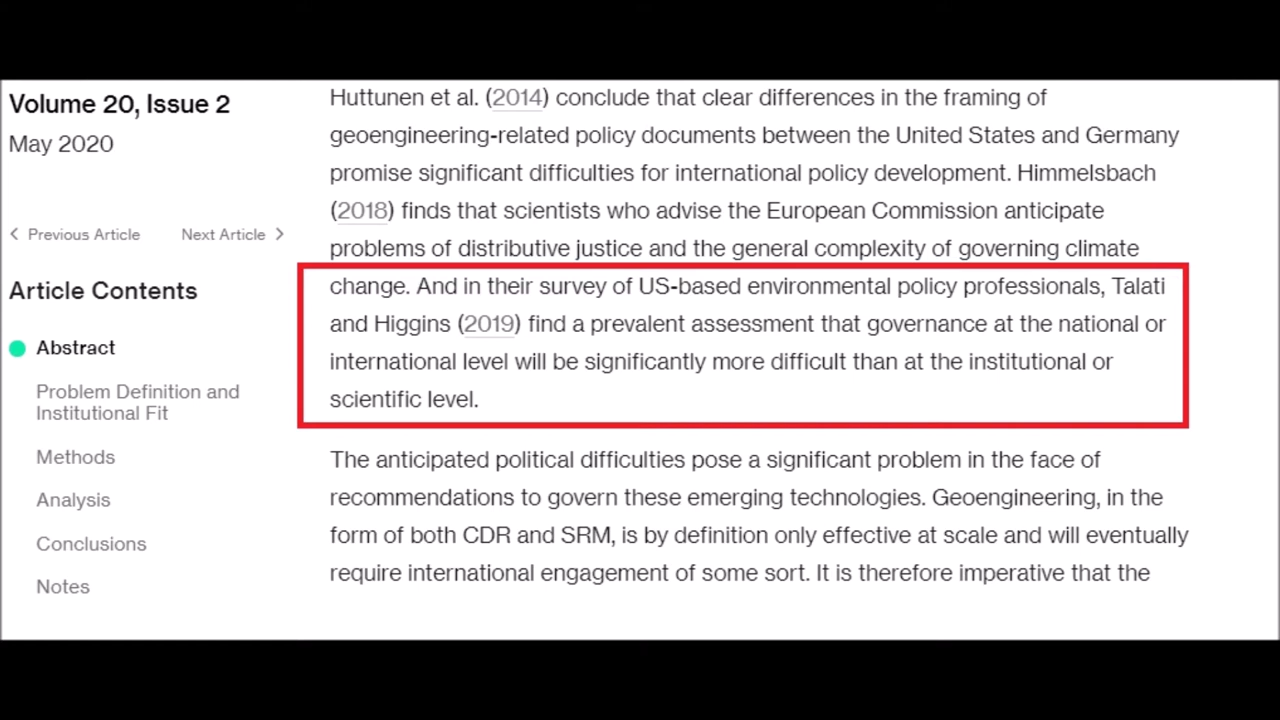 Volume 20, Issue 2
May 2020
Previous Article
Next Article
Article Contents
Abstract
Problem Definition and
Institutional Fit
Methods
Analysis
Conclusions
Notes
Huttunen et al. (2014) conclude that clear differences in the framing of
geoengineering-related policy documents between the United States and Germany
promise significant difficulties for international policy development. Himmelsbach
(2018) finds that scientists who advise the European Commission anticipate
problems of distributive justice and the general complexity of governing climate
change. And in their survey of US-based environmental policy professionals, Talati
and Higgins (2019) find a prevalent assessment that governance at the national or
international level will be significantly more difficult than at the institutional or
scientific level.
The anticipated political difficulties pose a significant problem in the face of
recommendations to govern these emerging technologies. Geoengineering, in the
form of both CDR and SRM, is by definition only effective at scale and will eventually
require international engagement of some sort. It is therefore imperative that the